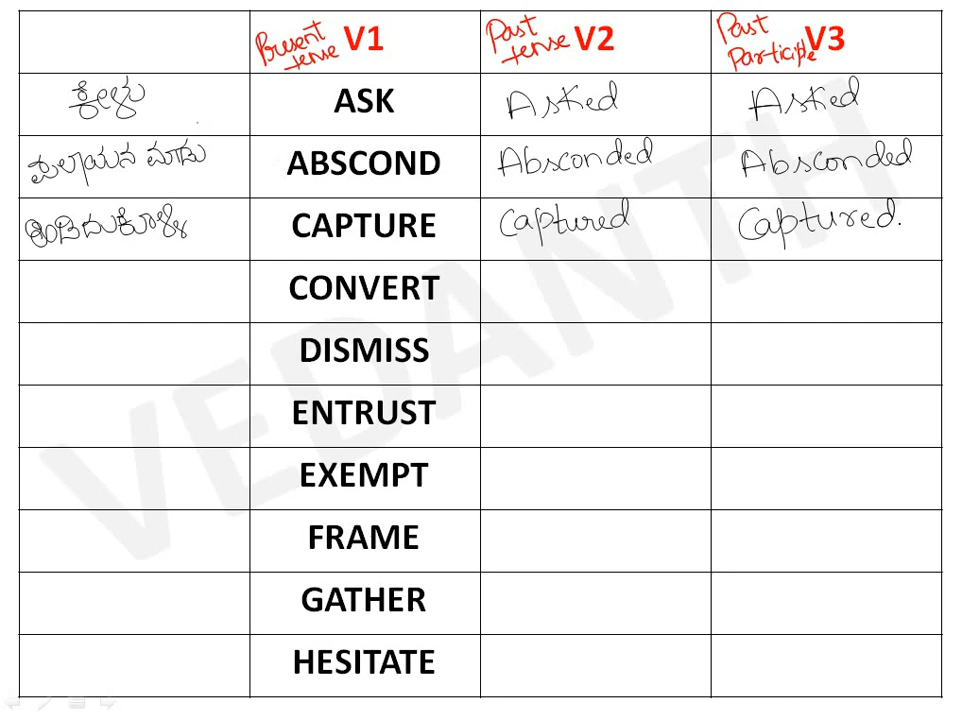 Present tense V1 Past tense V2 Past Participle V3
ಕೇಳು ASK Asked Asked
ಪಲಾಯನ ಮಾಡು ABSCOND Absconded Absconded
ಹಿಡಿದುಕೊಳ್ಳು CAPTURE Captured Captured.
CONVERT
DISMISS
ENTRUST
EXEMPT
FRAME
GATHER
HESITATE
VEDANTH